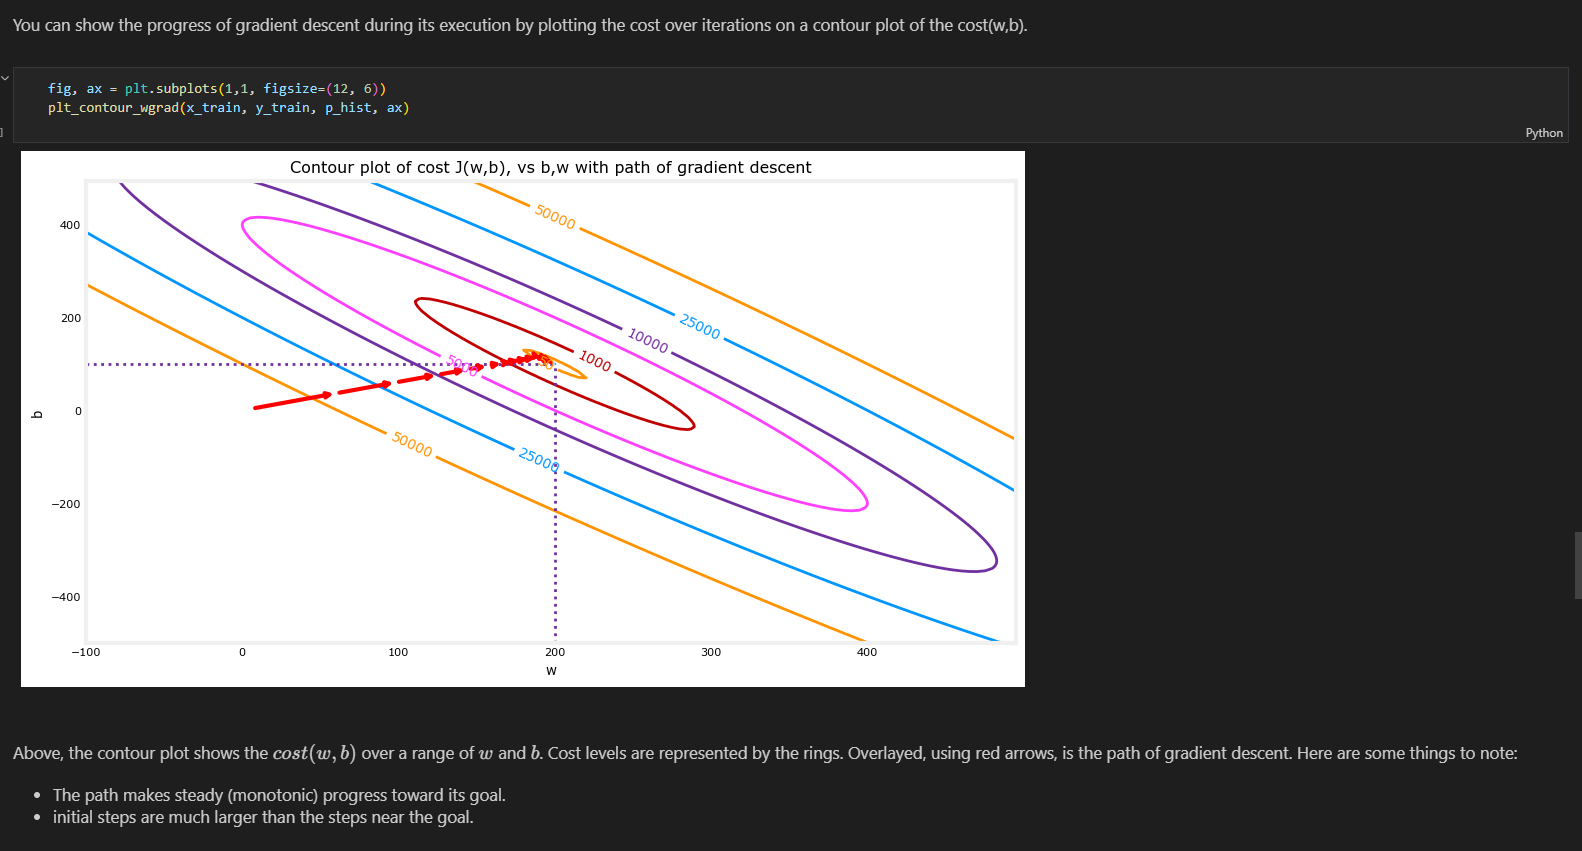 You can show the progress of gradient descent during its execution by plotting the cost over iterations on a contour plot of the cost(w,b).
fig, ax = plt.subplots(1,1, figsize=(12, 6))
plt_contour_wgrad(x_train, y_train, p_hist, ax)
]
Python
Contour plot of cost J(w,b), vs b,w with path of gradient descent
50000
400
25000
200
10000
1000
5000
b
0
50000
25000
−200
−400
−100 0 100 200 300 400
w
Above, the contour plot shows the cost(w, b) over a range of w and b. Cost levels are represented by the rings. Overlayed, using red arrows, is the path of gradient descent. Here are some things to note:
• The path makes steady (monotonic) progress toward its goal.
• initial steps are much larger than the steps near the goal.